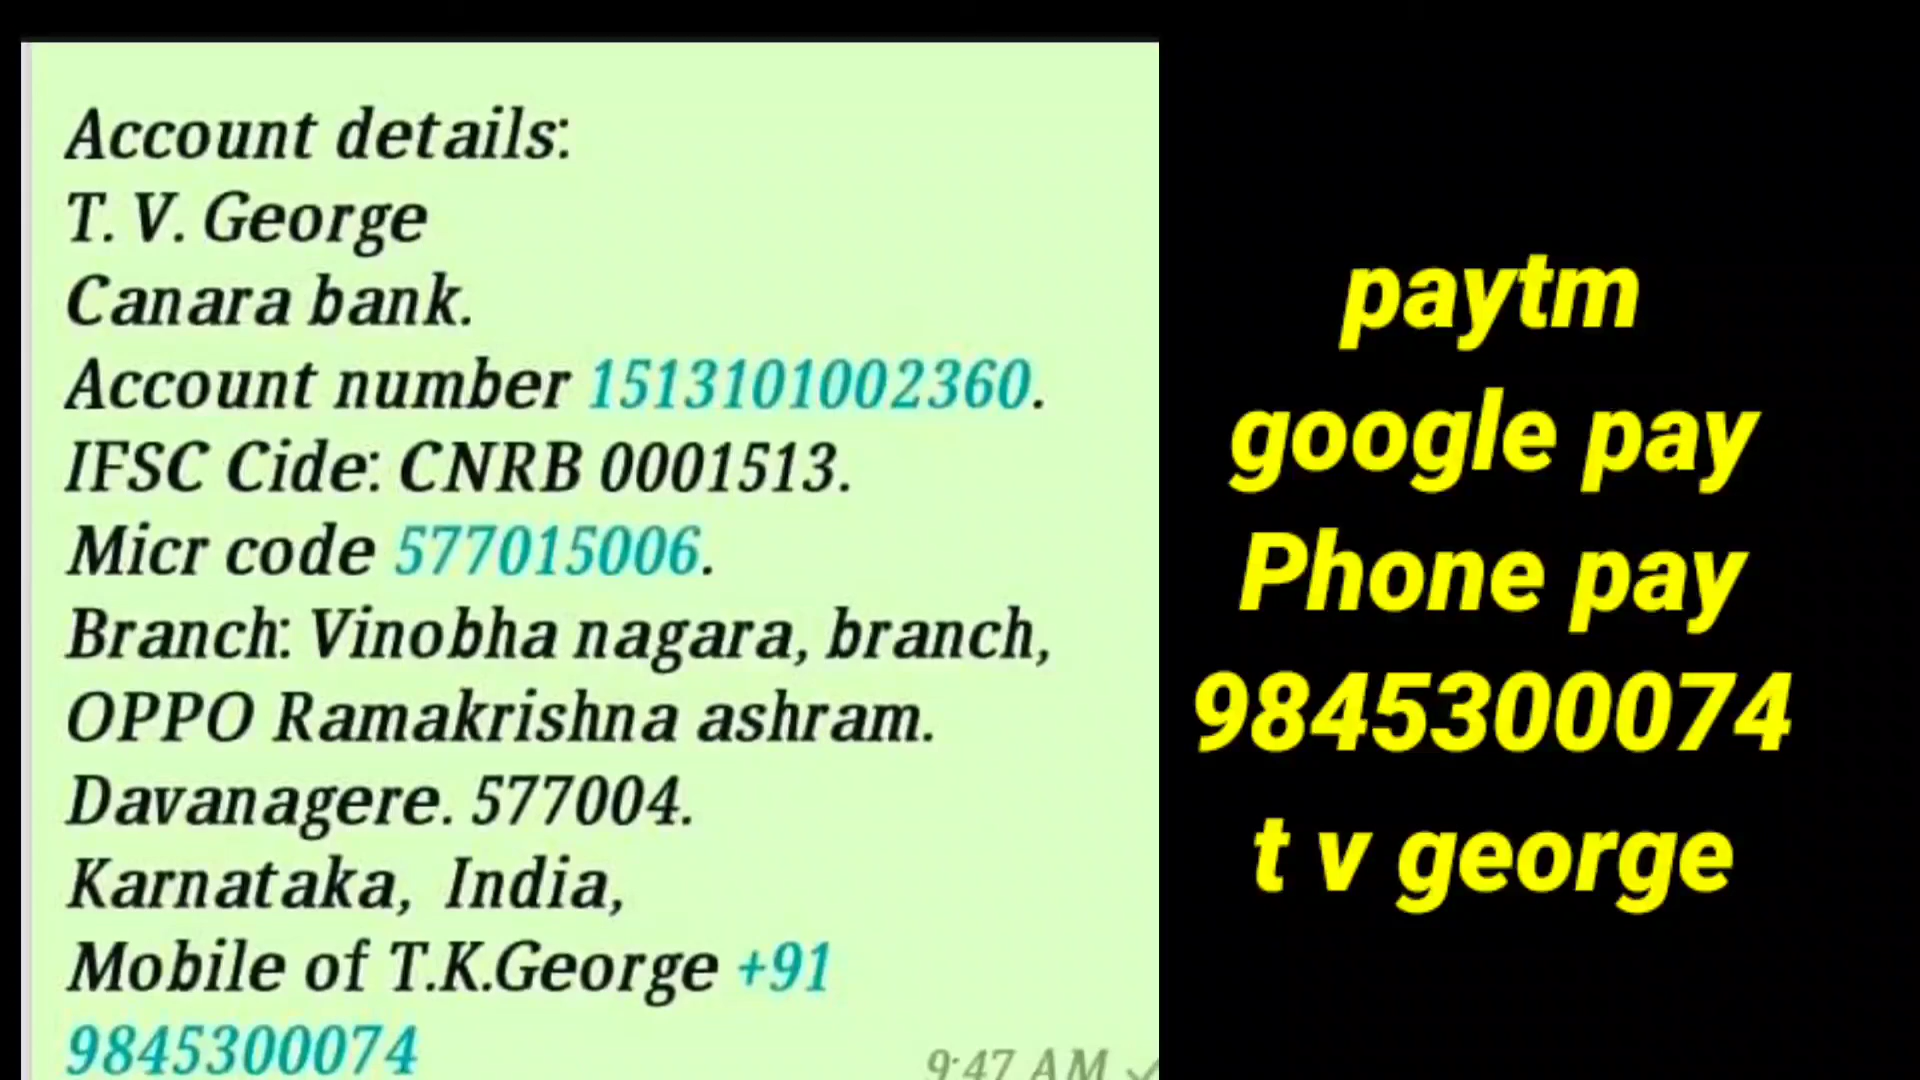 Account details:
T. V. George
Canara bank.
Account number 1513101002360.
IFSC Cide: CNRB 0001513.
Micr code 577015006.
Branch: Vinobha nagara, branch,
OPPO Ramakrishna ashram.
Davanagere. 577004.
Karnataka, India,
Mobile of T.K.George +91
9845300074
9:47 AM
paytm
google pay
Phone pay
9845300074
t v george